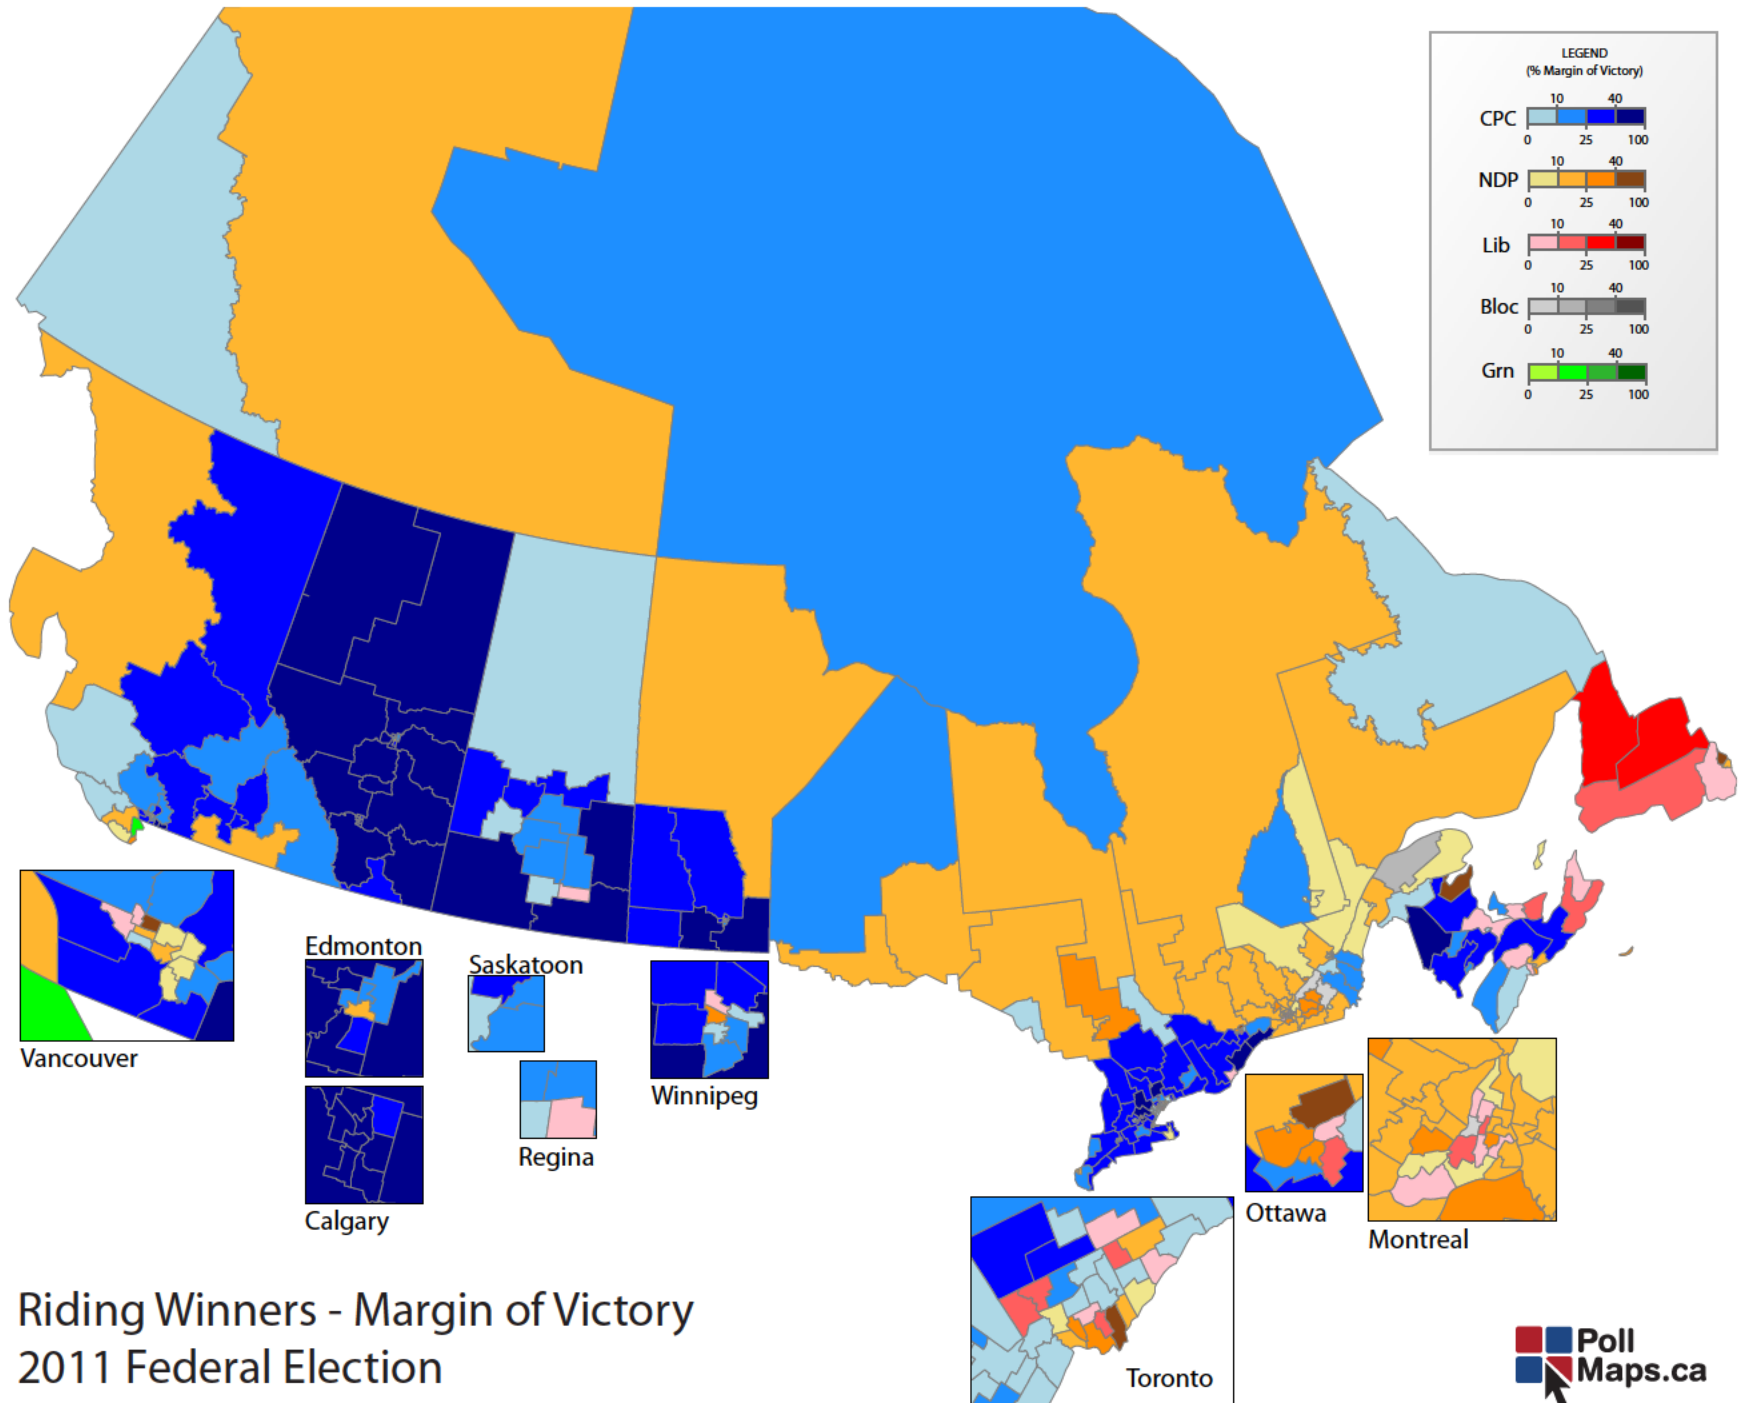 LEGEND
(% Margin of Victory)
10 40
CPC
0 25 100
10 40
NDP
0 25 100
10 40
Lib
0 25 100
10 40
Bloc
0 25 100
10 40
Grn
0 25 100
Vancouver
Edmonton
Calgary
Saskatoon
Regina
Winnipeg
Ottawa
Montreal
Toronto
Riding Winners - Margin of Victory
2011 Federal Election
Poll
Maps.ca